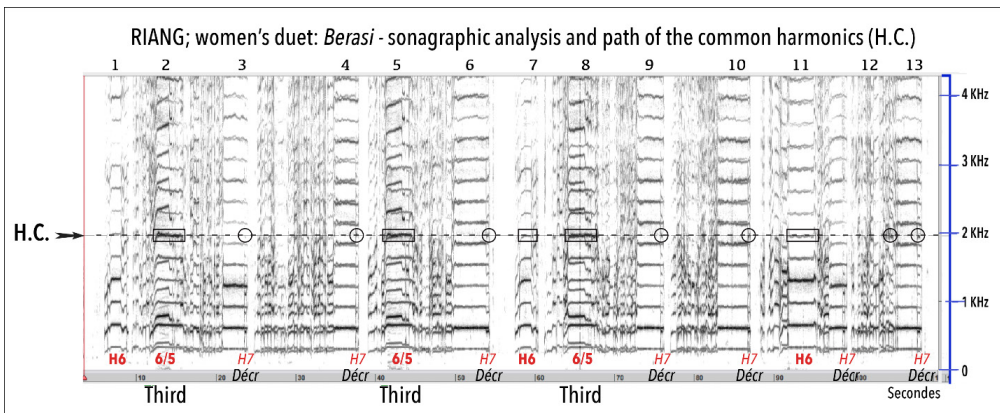 RIANG; women's duet: Berasi - sonagraphic analysis and path of the common harmonics (H.C.)
1 2 3 4 5 6 7 8 9 10 11 12 13
4 KHz
3 KHz
H.C. 2 KHz
1 KHz
H6 6/5 H7 H7 6/5 H7 H6 6/5 H7 H7 H6 H7 H7
0
10 20 30 40 50 60 70 80 90
Décr Décr Décr Décr Décr Décr Décr
Third Third Third Secondes